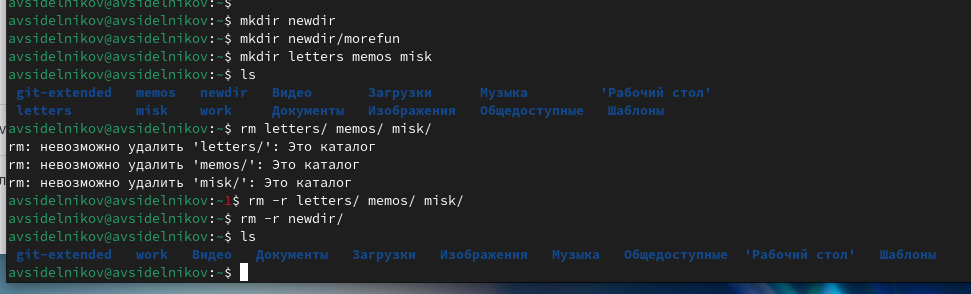 avsidelnikov@avsidelnikov:~$
avsidelnikov@avsidelnikov:~$ mkdir newdir
avsidelnikov@avsidelnikov:~$ mkdir newdir/morefun
avsidelnikov@avsidelnikov:~$ mkdir letters memos misk
avsidelnikov@avsidelnikov:~$ ls
git-extended memos newdir Видео Загрузки Музыка 'Рабочий стол'
letters misk work Документы Изображения Общедоступные Шаблоны
avsidelnikov@avsidelnikov:~$ rm letters/ memos/ misk/
rm: невозможно удалить 'letters/': Это каталог
rm: невозможно удалить 'memos/': Это каталог
rm: невозможно удалить 'misk/': Это каталог
avsidelnikov@avsidelnikov:~1$ rm -r letters/ memos/ misk/
avsidelnikov@avsidelnikov:~$ rm -r newdir/
avsidelnikov@avsidelnikov:~$ ls
git-extended work Видео Документы Загрузки Изображения Музыка Общедоступные 'Рабочий стол' Шаблоны
avsidelnikov@avsidelnikov:~$